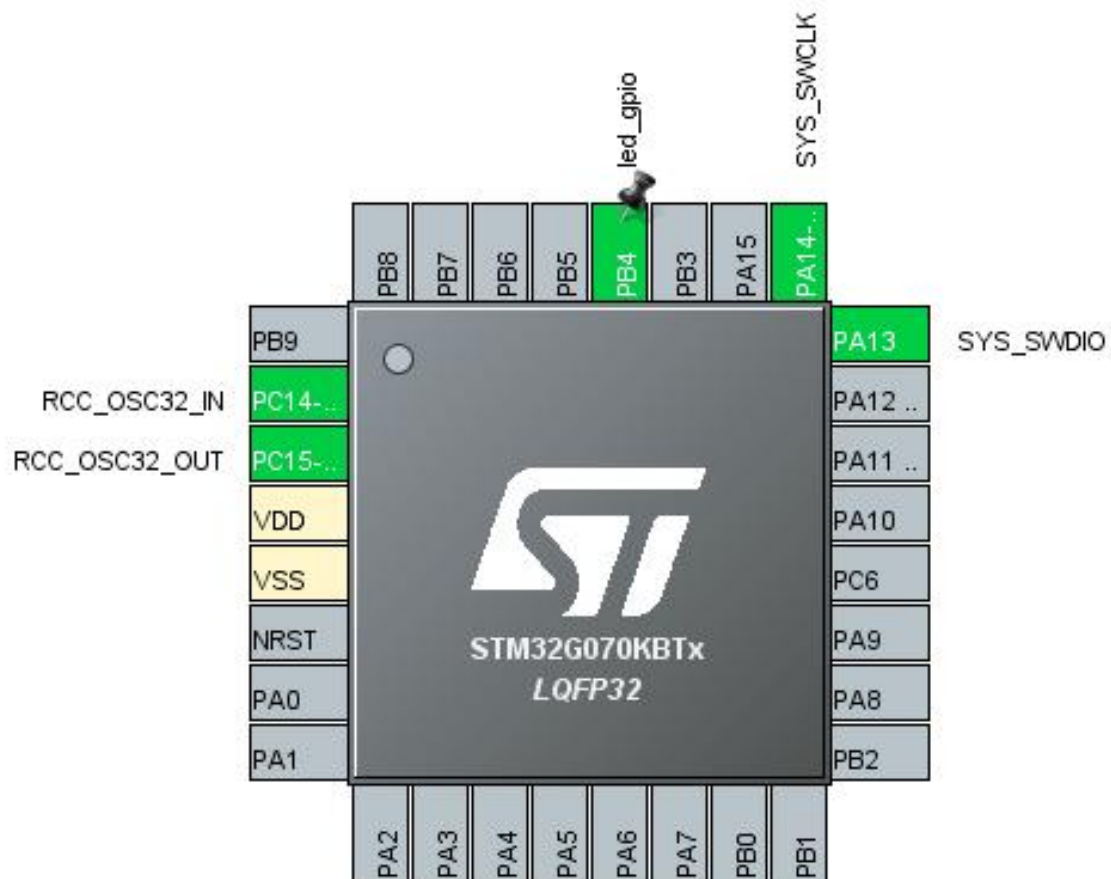 SYS_SWCLK
led_gpio
PB8
PB7
PB6
PB5
PB4
PB3
PA15
PA14-..
PB9
PA13
SYS_SWDIO
RCC_OSC32_IN
PC14-..
PA12 ..
RCC_OSC32_OUT
PC15-..
PA11 ..
VDD
PA10
VSS
PC6
NRST
STM32G070KBTx
PA9
PA0
LQFP32
PA8
PA1
PB2
PA2
PA3
PA4
PA5
PA6
PA7
PB0
PB1